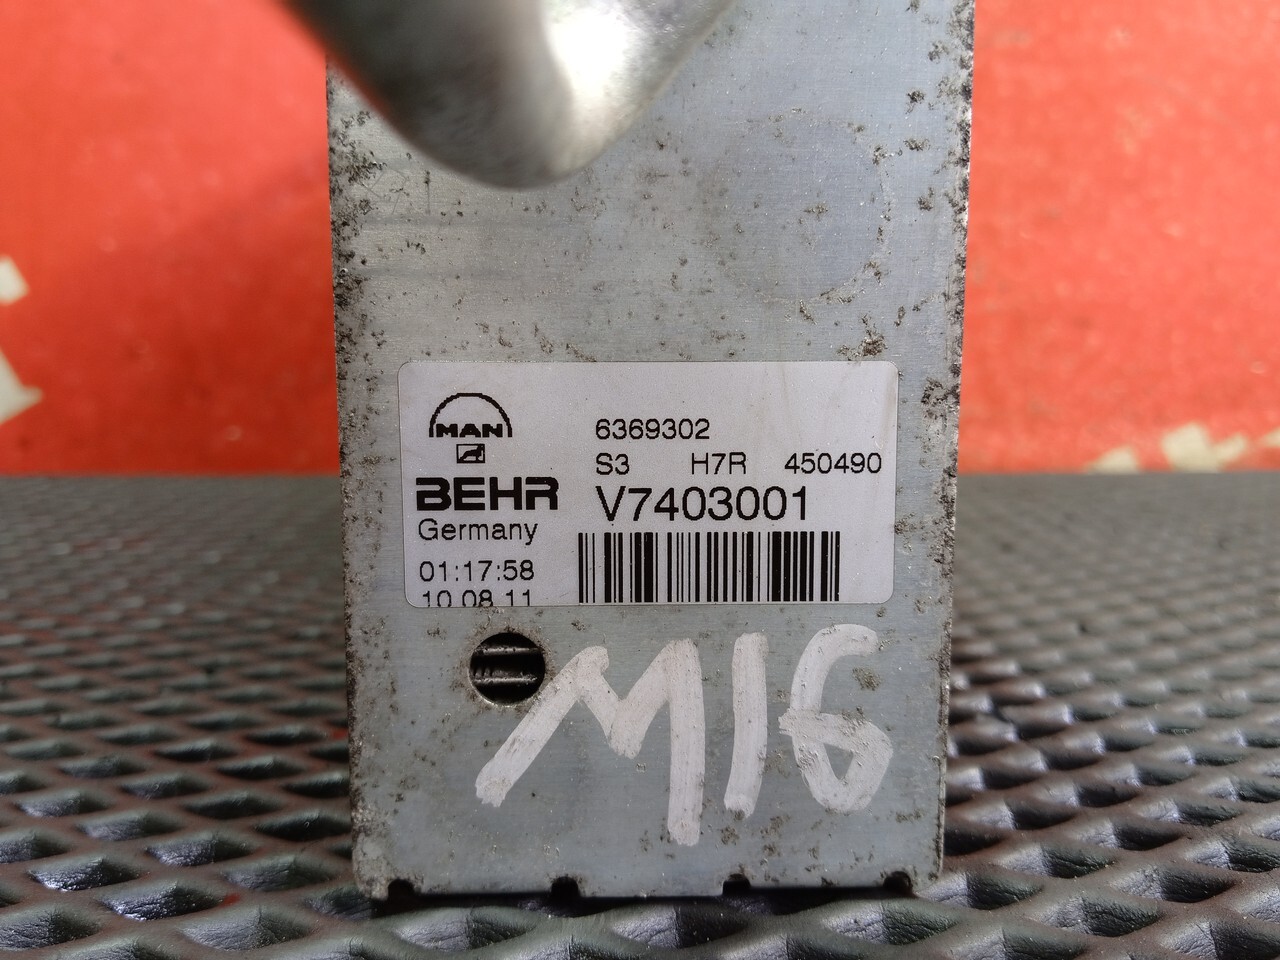 MAN
BEHR
Germany
01:17:58
10.08.11
6369302
S3 H7R 450490
V7403001
M16